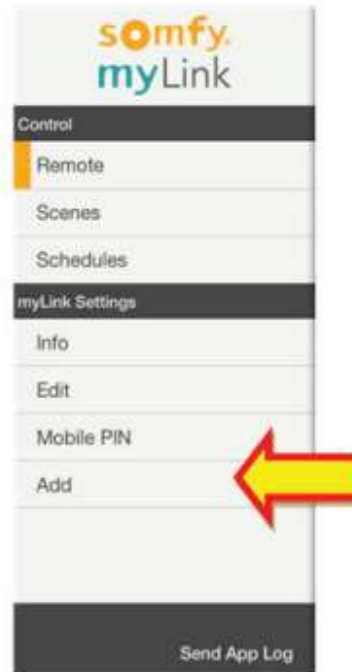 somfy.
myLink
Control
Remote
Scenes
Schedules
myLink Settings
Info
Edit
Mobile PIN
Add
Send App Log